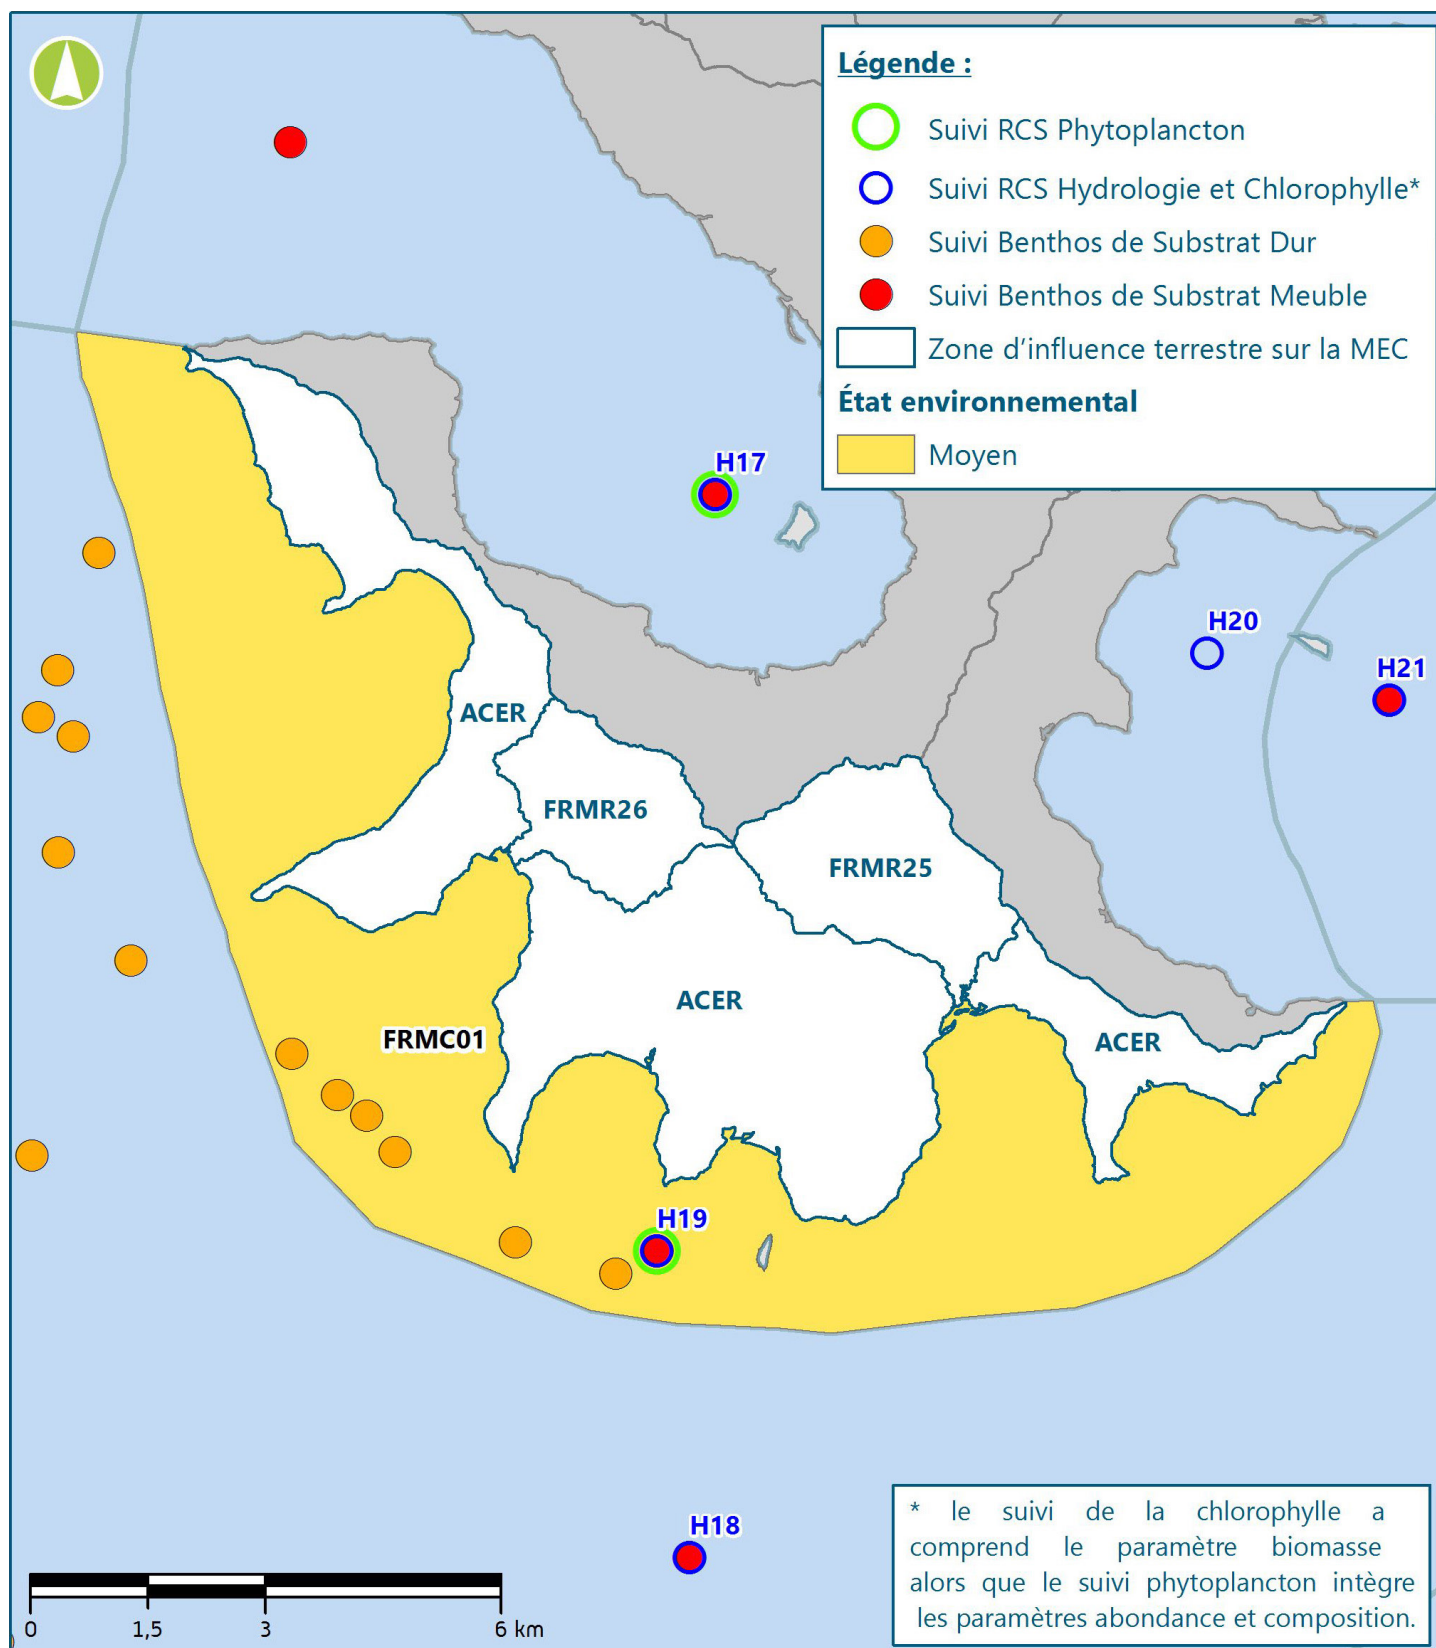 Légende :
Suivi RCS Phytoplancton
Suivi RCS Hydrologie et Chlorophylle*
Suivi Benthos de Substrat Dur
Suivi Benthos de Substrat Meuble
Zone d'influence terrestre sur la MEC
État environnemental
Moyen
H17
H20
H21
ACER
FRMR26
FRMR25
ACER
FRMC01
ACER
H19
H18
* le suivi de la chlorophylle a
comprend le paramètre biomasse
alors que le suivi phytoplancton intègre
les paramètres abondance et composition.
0 1,5 3 6 km